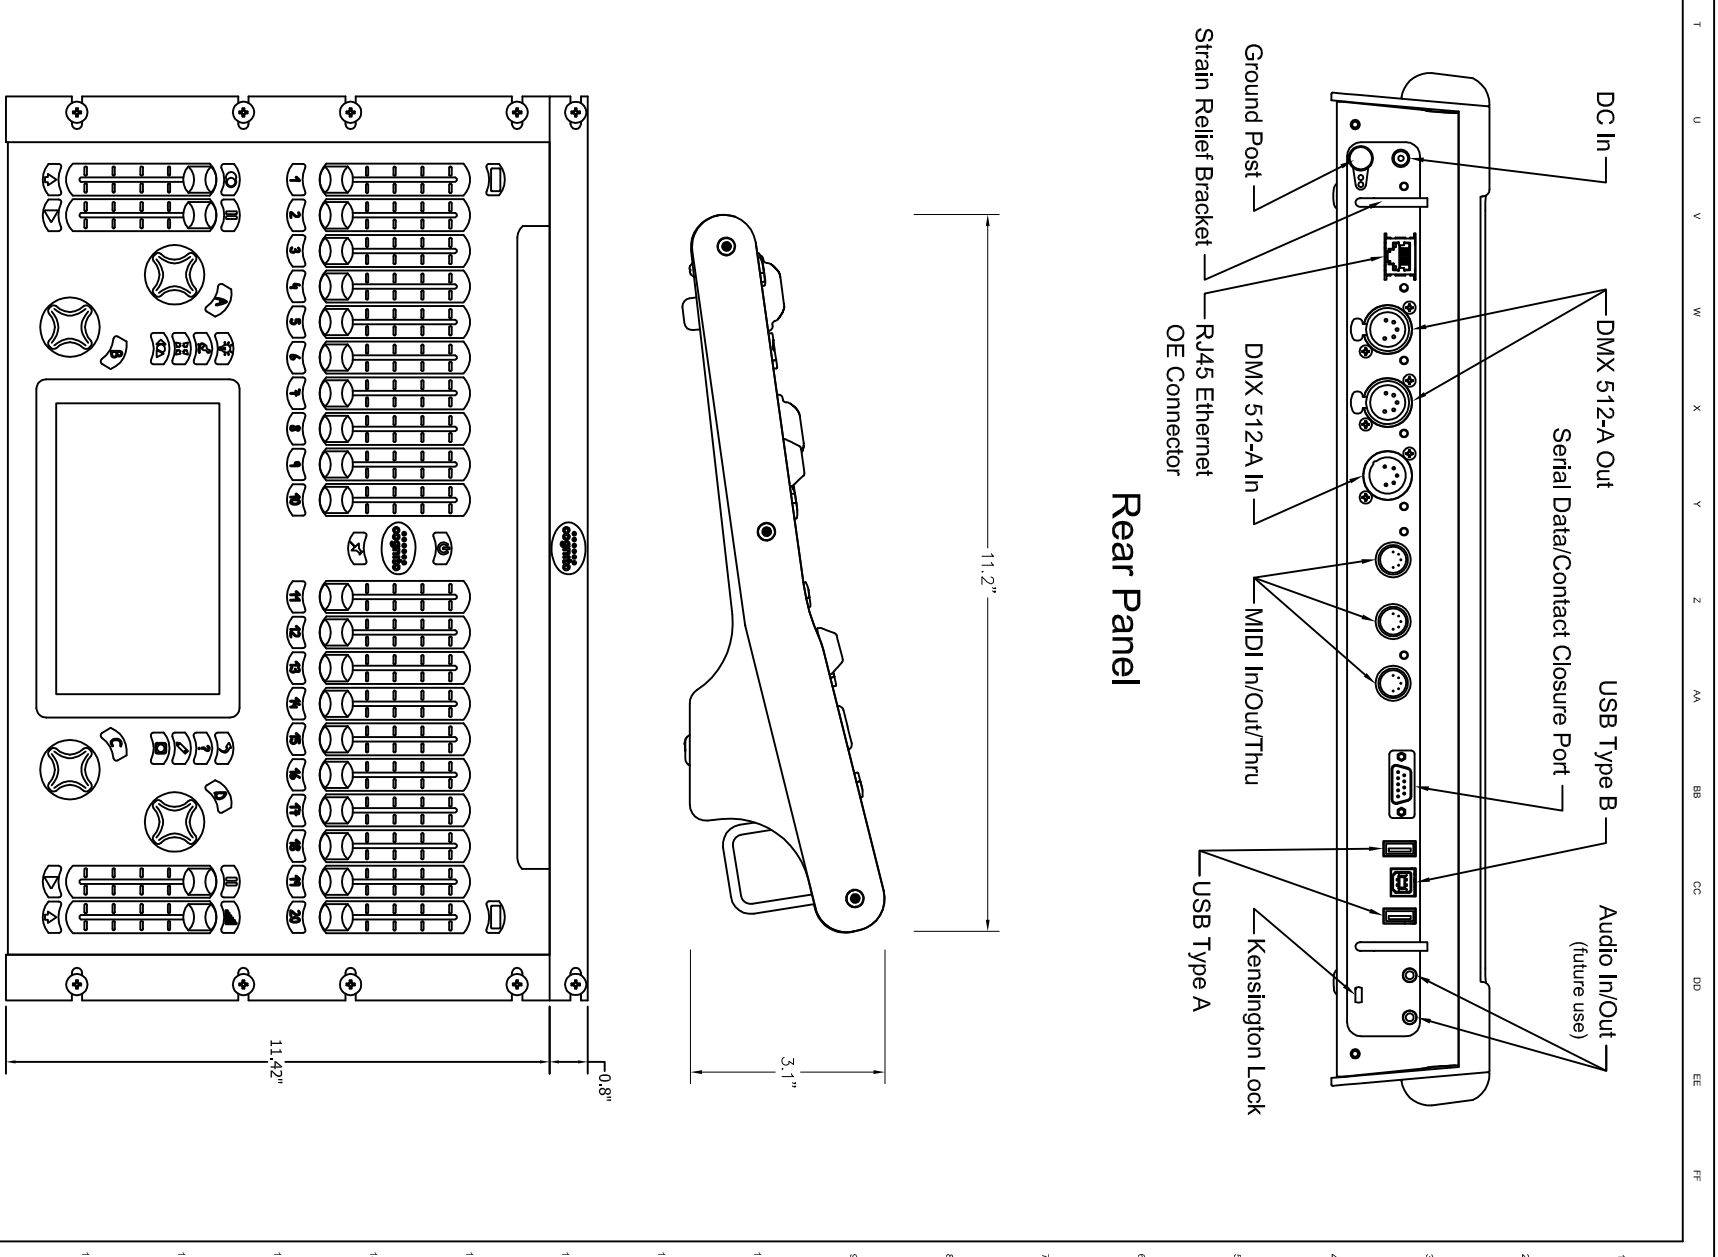 T
U
V
W
X
Y
Z
AA
BB
CC
DD
EE
FF
DC In
DMX 512-A Out
Serial Data/Contact Closure Port
USB Type B
Audio In/Out
(future use)
Ground Post
Strain Relief Bracket
RJ45 Ethernet
OE Connector
DMX 512-A In
MIDI In/Out/Thru
USB Type A
Kensington Lock
Rear Panel
11.2"
3.1"
cognito
cognito
1
2
3
4
5
6
7
8
9
10
11
12
13
14
15
16
17
18
19
20
A
B
C
D
?
11.42"
0.8"